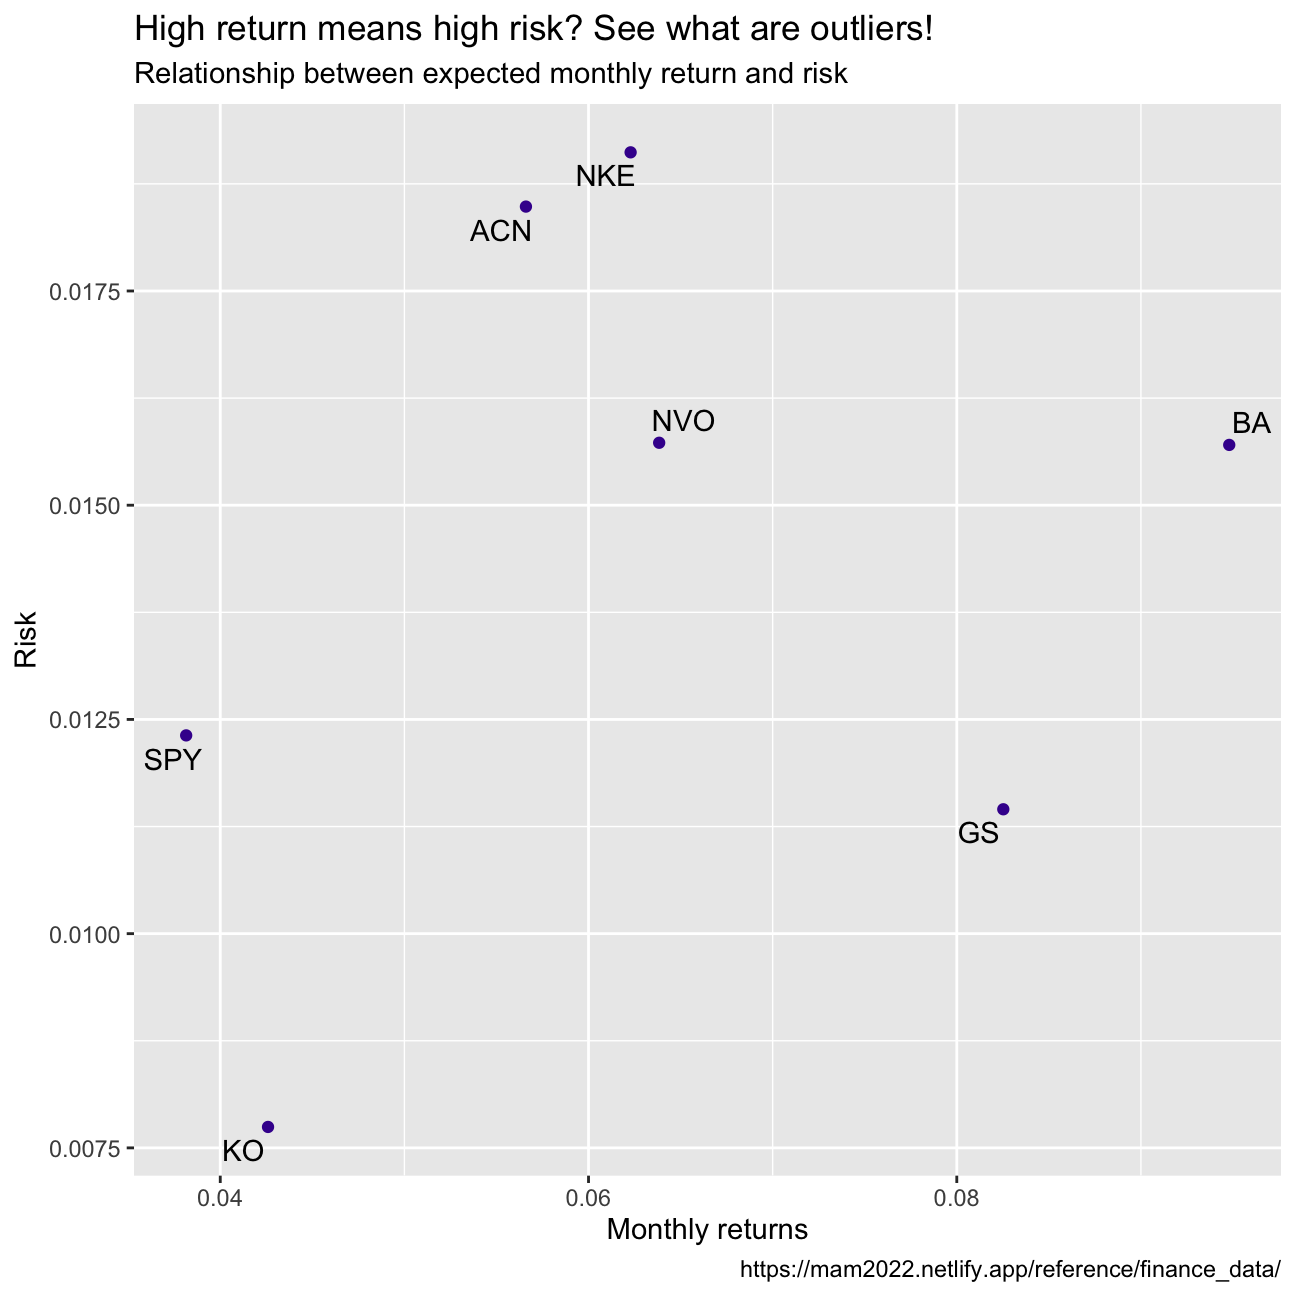 High return means high risk? See what are outliers!
Relationship between expected monthly return and risk
NKE
ACN
0.0175
NVO
BA
0.0150
Risk
0.0125
SPY
GS
0.0100
KO
0.0075
0.04
0.06
0.08
Monthly returns
https://mam2022.netlify.app/reference/finance_data/